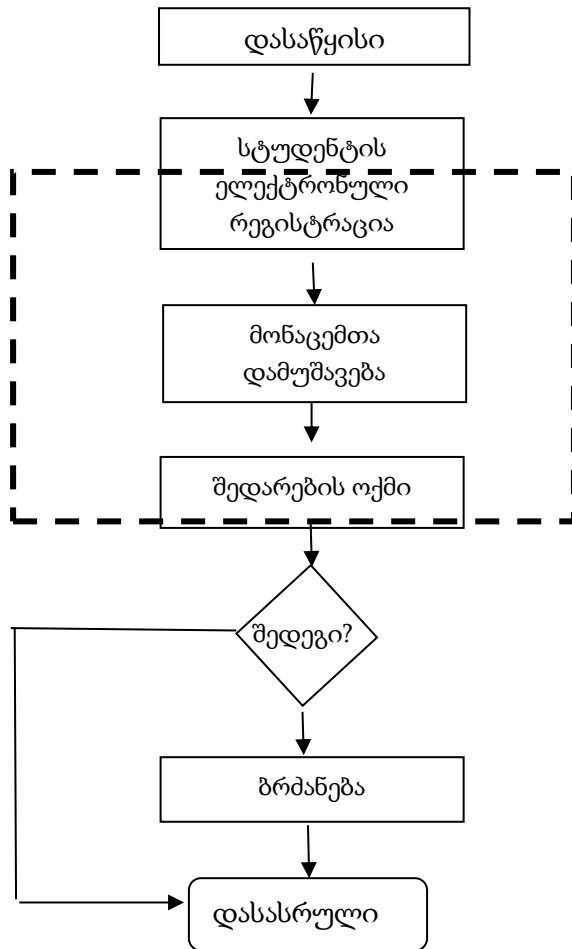 დასაწყისი
სტუდენტის
ელექტრონული
რეგისტრაცია
მონაცემთა
დამუშავება
შედარების ოქმი
შედეგი?
ბრძანება
დასასრული